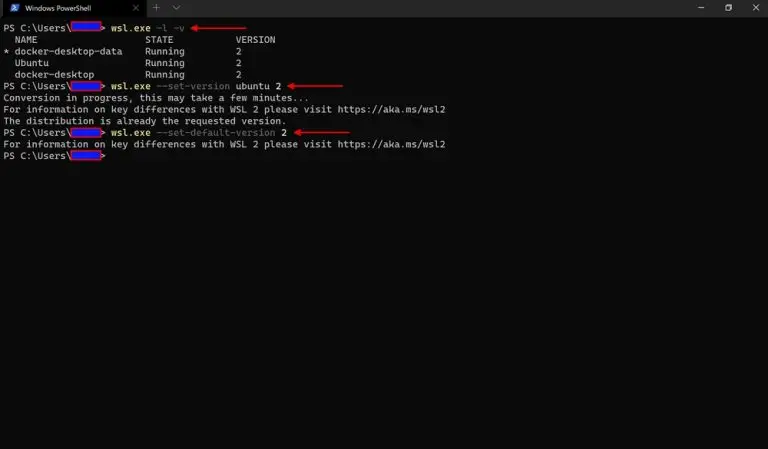 Windows PowerShell
PS C:\Users\> wsl.exe -l -v
NAME STATE VERSION
* docker-desktop-data Running 2
Ubuntu Running 2
docker-desktop Running 2
PS C:\Users\> wsl.exe --set-version ubuntu 2
Conversion in progress, this may take a few minutes...
For information on key differences with WSL 2 please visit https://aka.ms/wsl2
The distribution is already the requested version.
PS C:\Users\> wsl.exe --set-default-version 2
For information on key differences with WSL 2 please visit https://aka.ms/wsl2
PS C:\Users\>